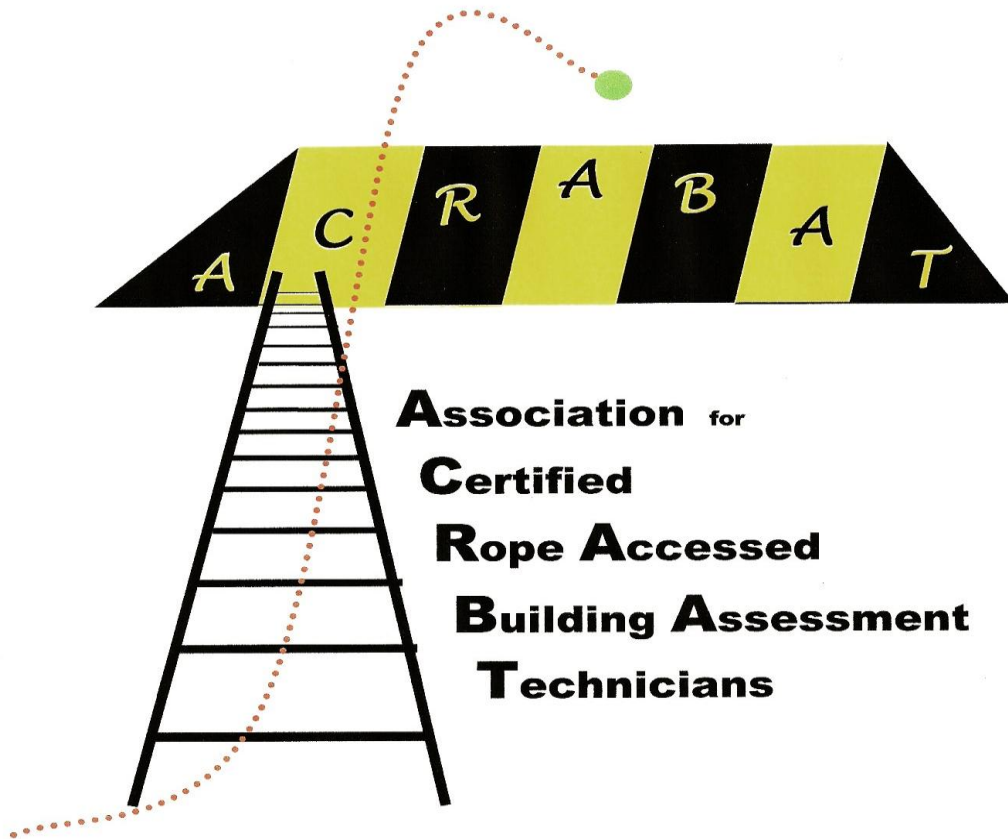 ACRABAT
Association for
Certified
Rope Accessed
Building Assessment
Technicians